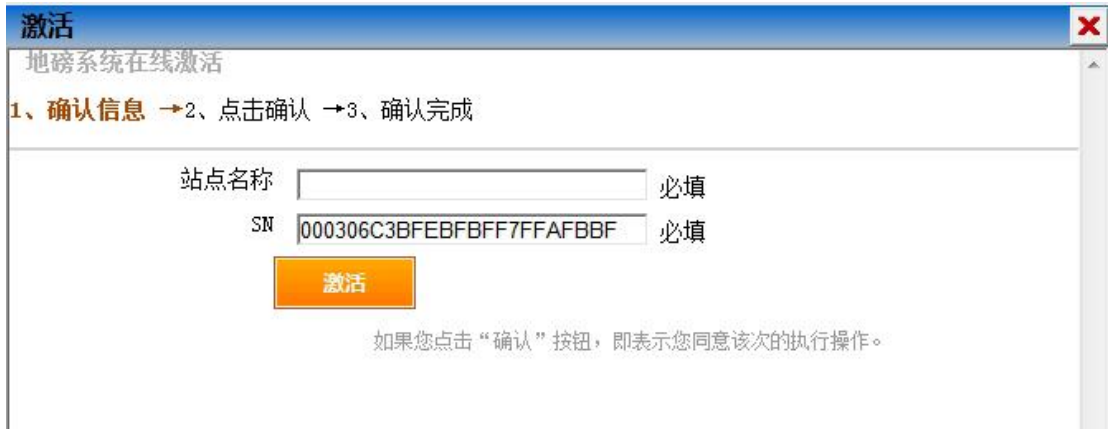 激活
地磅系统在线激活
1、确认信息 →2、点击确认 →3、确认完成
站点名称 必填
SN 000306C3BFEBFBFF7FFAFBBF 必填
激活
如果您点击“确认”按钮，即表示您同意该次的执行操作。